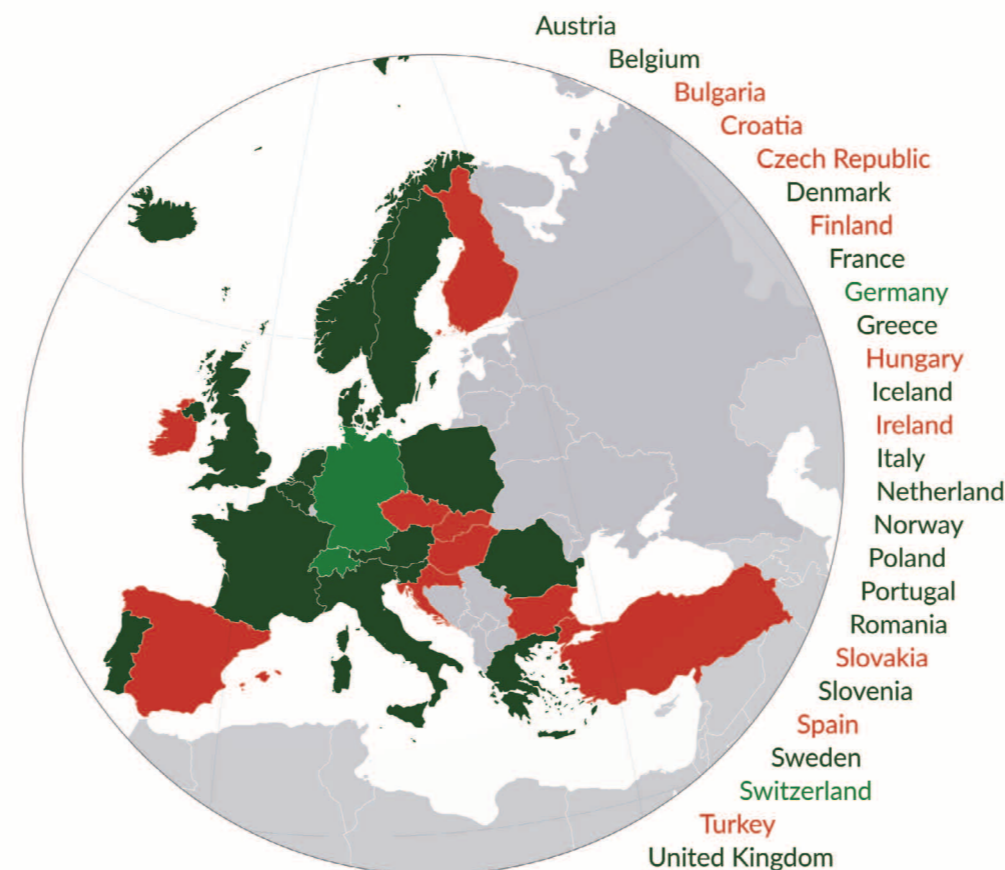 Austria
Belgium
Bulgaria
Croatia
Czech Republic
Denmark
Finland
France
Germany
Greece
Hungary
Iceland
Ireland
Italy
Netherland
Norway
Poland
Portugal
Romania
Slovakia
Slovenia
Spain
Sweden
Switzerland
Turkey
United Kingdom